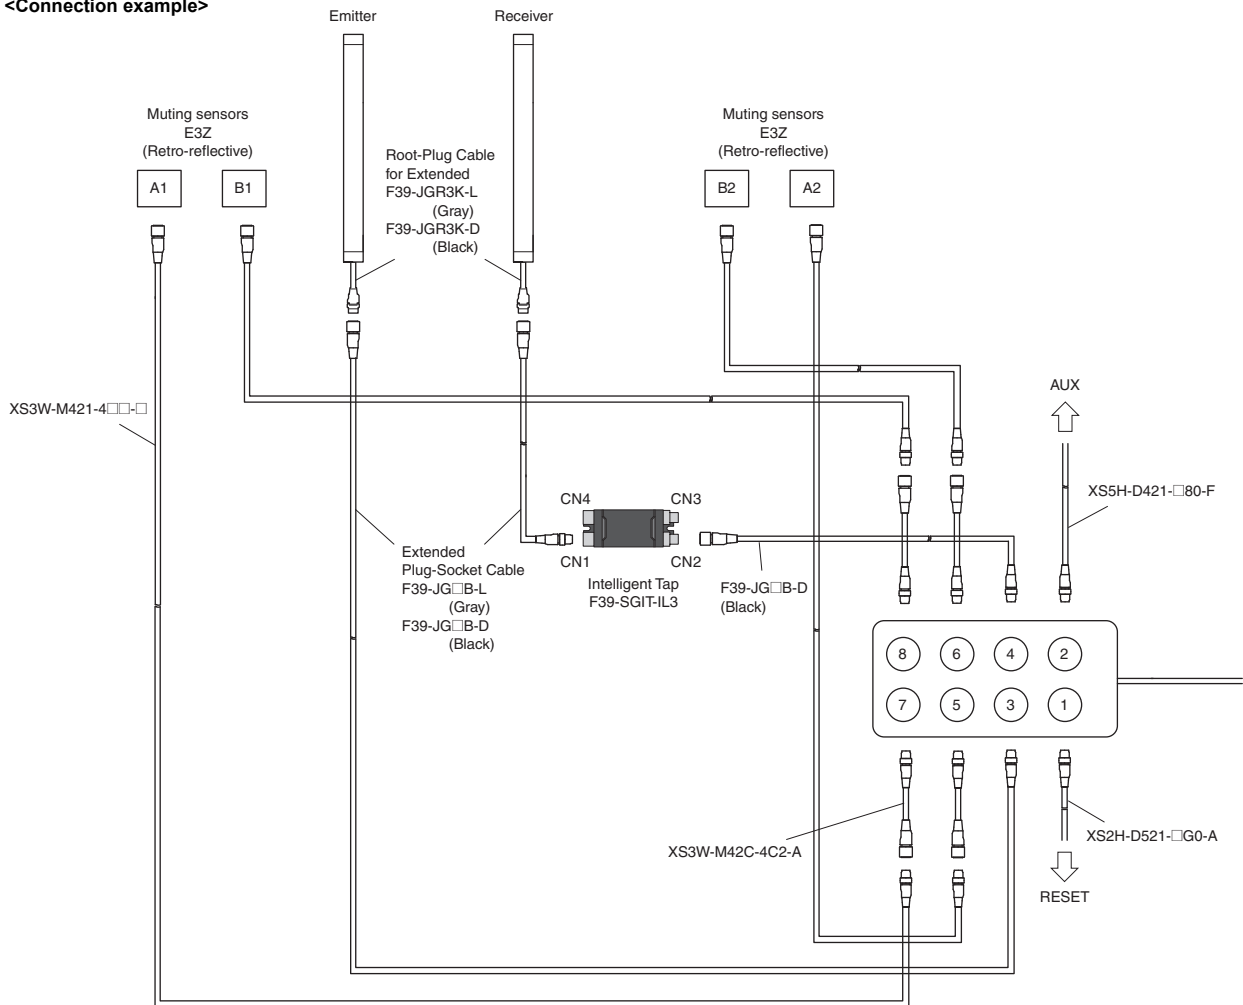 <Connection example>
Emitter
Receiver
Muting sensors
E3Z
(Retro-reflective)
A1
B1
Root-Plug Cable
for Extended
F39-JGR3K-L
(Gray)
F39-JGR3K-D
(Black)
Muting sensors
E3Z
(Retro-reflective)
B2
A2
XS3W-M421-4□□-□
AUX
XS5H-D421-□80-F
CN4
CN3
CN1
CN2
Intelligent Tap
F39-SGIT-IL3
Extended
Plug-Socket Cable
F39-JG□B-L
(Gray)
F39-JG□B-D
(Black)
F39-JG□B-D
(Black)
8 6 4 2
7 5 3 1
XS3W-M42C-4C2-A
XS2H-D521-□G0-A
RESET